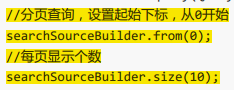 //分页查询，设置起始下标，从0开始
searchSourceBuilder.from(0);
//每页显示个数
searchSourceBuilder.size(10);